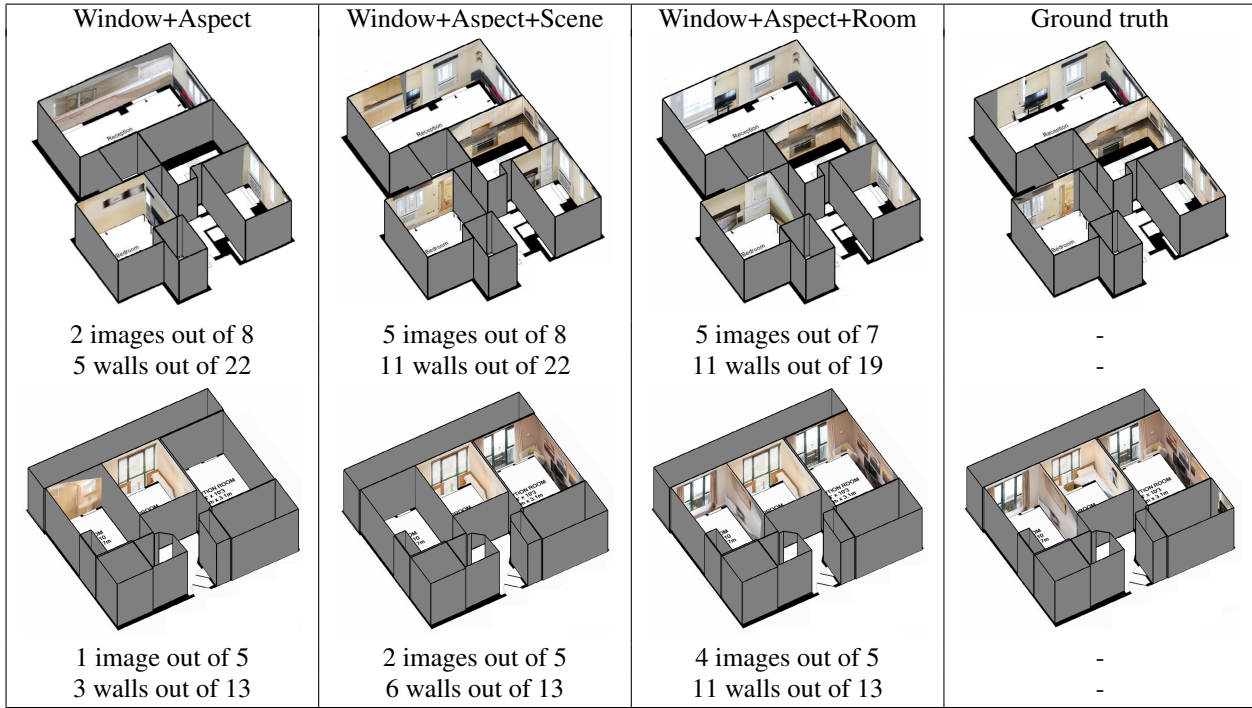 Window+Aspect Window+Aspect+Scene Window+Aspect+Room Ground truth
Reception Reception Reception Reception
Bedroom Bedroom Bedroom Bedroom
2 images out of 8 5 images out of 8 5 images out of 7 -
5 walls out of 22 11 walls out of 22 11 walls out of 19 -
1 image out of 5 2 images out of 5 4 images out of 5 -
3 walls out of 13 6 walls out of 13 11 walls out of 13 -